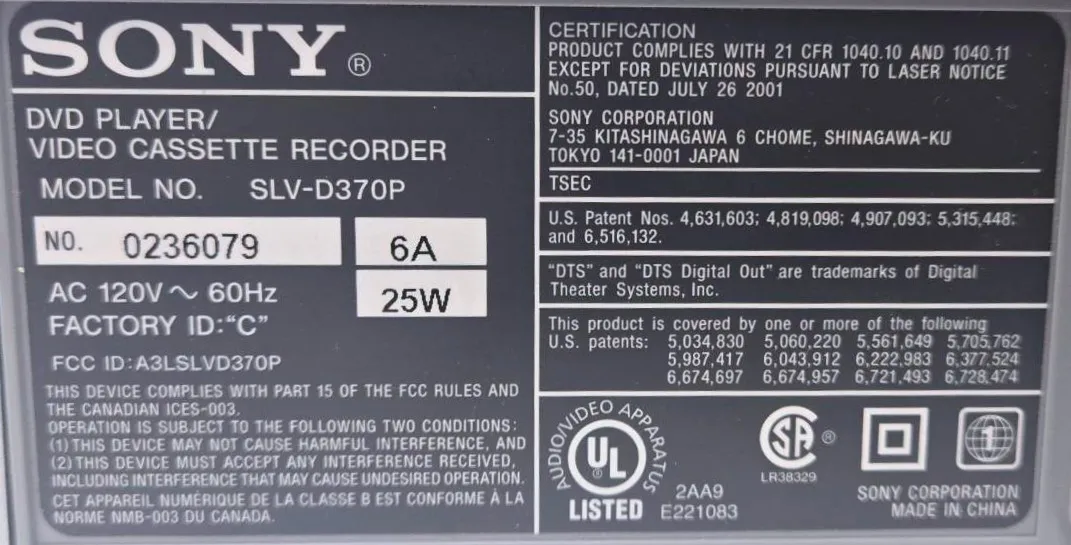 SONY®
DVD PLAYER/
VIDEO CASSETTE RECORDER
MODEL NO. SLV-D370P
NO. 0236079 6A
AC 120V ~ 60Hz 25W
FACTORY ID:“C”
FCC ID:A3LSLVD370P
THIS DEVICE COMPLIES WITH PART 15 OF THE FCC RULES AND
THE CANADIAN ICES-003.
OPERATION IS SUBJECT TO THE FOLLOWING TWO CONDITIONS:
(1) THIS DEVICE MAY NOT CAUSE HARMFUL INTERFERENCE, AND
(2) THIS DEVICE MUST ACCEPT ANY INTERFERENCE RECEIVED,
INCLUDING INTERFERENCE THAT MAY CAUSE UNDESIRED OPERATION.
CET APPAREIL NUMÉRIQUE DE LA CLASSE B EST CONFORME À LA
NORME NMB-003 DU CANADA.
CERTIFICATION
PRODUCT COMPLIES WITH 21 CFR 1040.10 AND 1040.11
EXCEPT FOR DEVIATIONS PURSUANT TO LASER NOTICE
No.50, DATED JULY 26 2001
SONY CORPORATION
7-35 KITASHINAGAWA 6 CHOME, SHINAGAWA-KU
TOKYO 141-0001 JAPAN
TSEC
U.S. Patent Nos. 4,631,603; 4,819,098; 4,907,093; 5,315,448;
and 6,516,132.
“DTS” and “DTS Digital Out” are trademarks of Digital
Theater Systems, Inc.
This product is covered by one or more of the following
U.S. patents: 5,034,830 5,060,220 5,561,649 5,705,762
5,987,417 6,043,912 6,222,983 6,377,524
6,674,697 6,674,957 6,721,493 6,728,474
AUDIO/VIDEO APPARATUS
UL®
LISTED
2AA9
E221083
SA®
LR38329
1
SONY CORPORATION
MADE IN CHINA